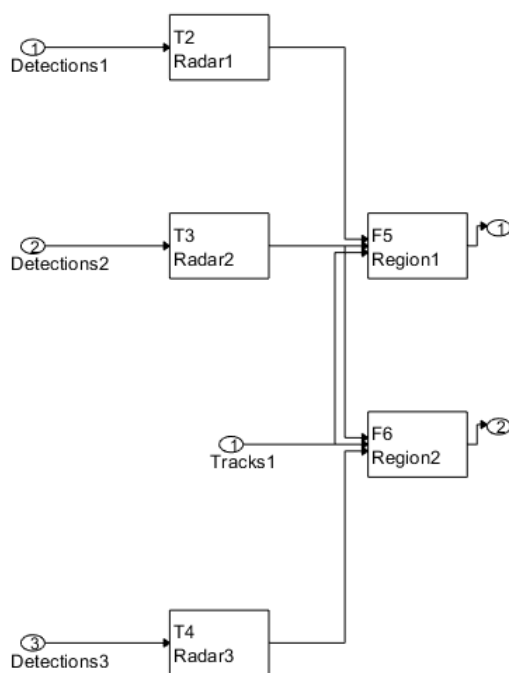 T2
Radar1
1
Detections1
T3
Radar2
2
Detections2
F5
Region1
1
F6
Region2
2
1
Tracks1
T4
Radar3
3
Detections3